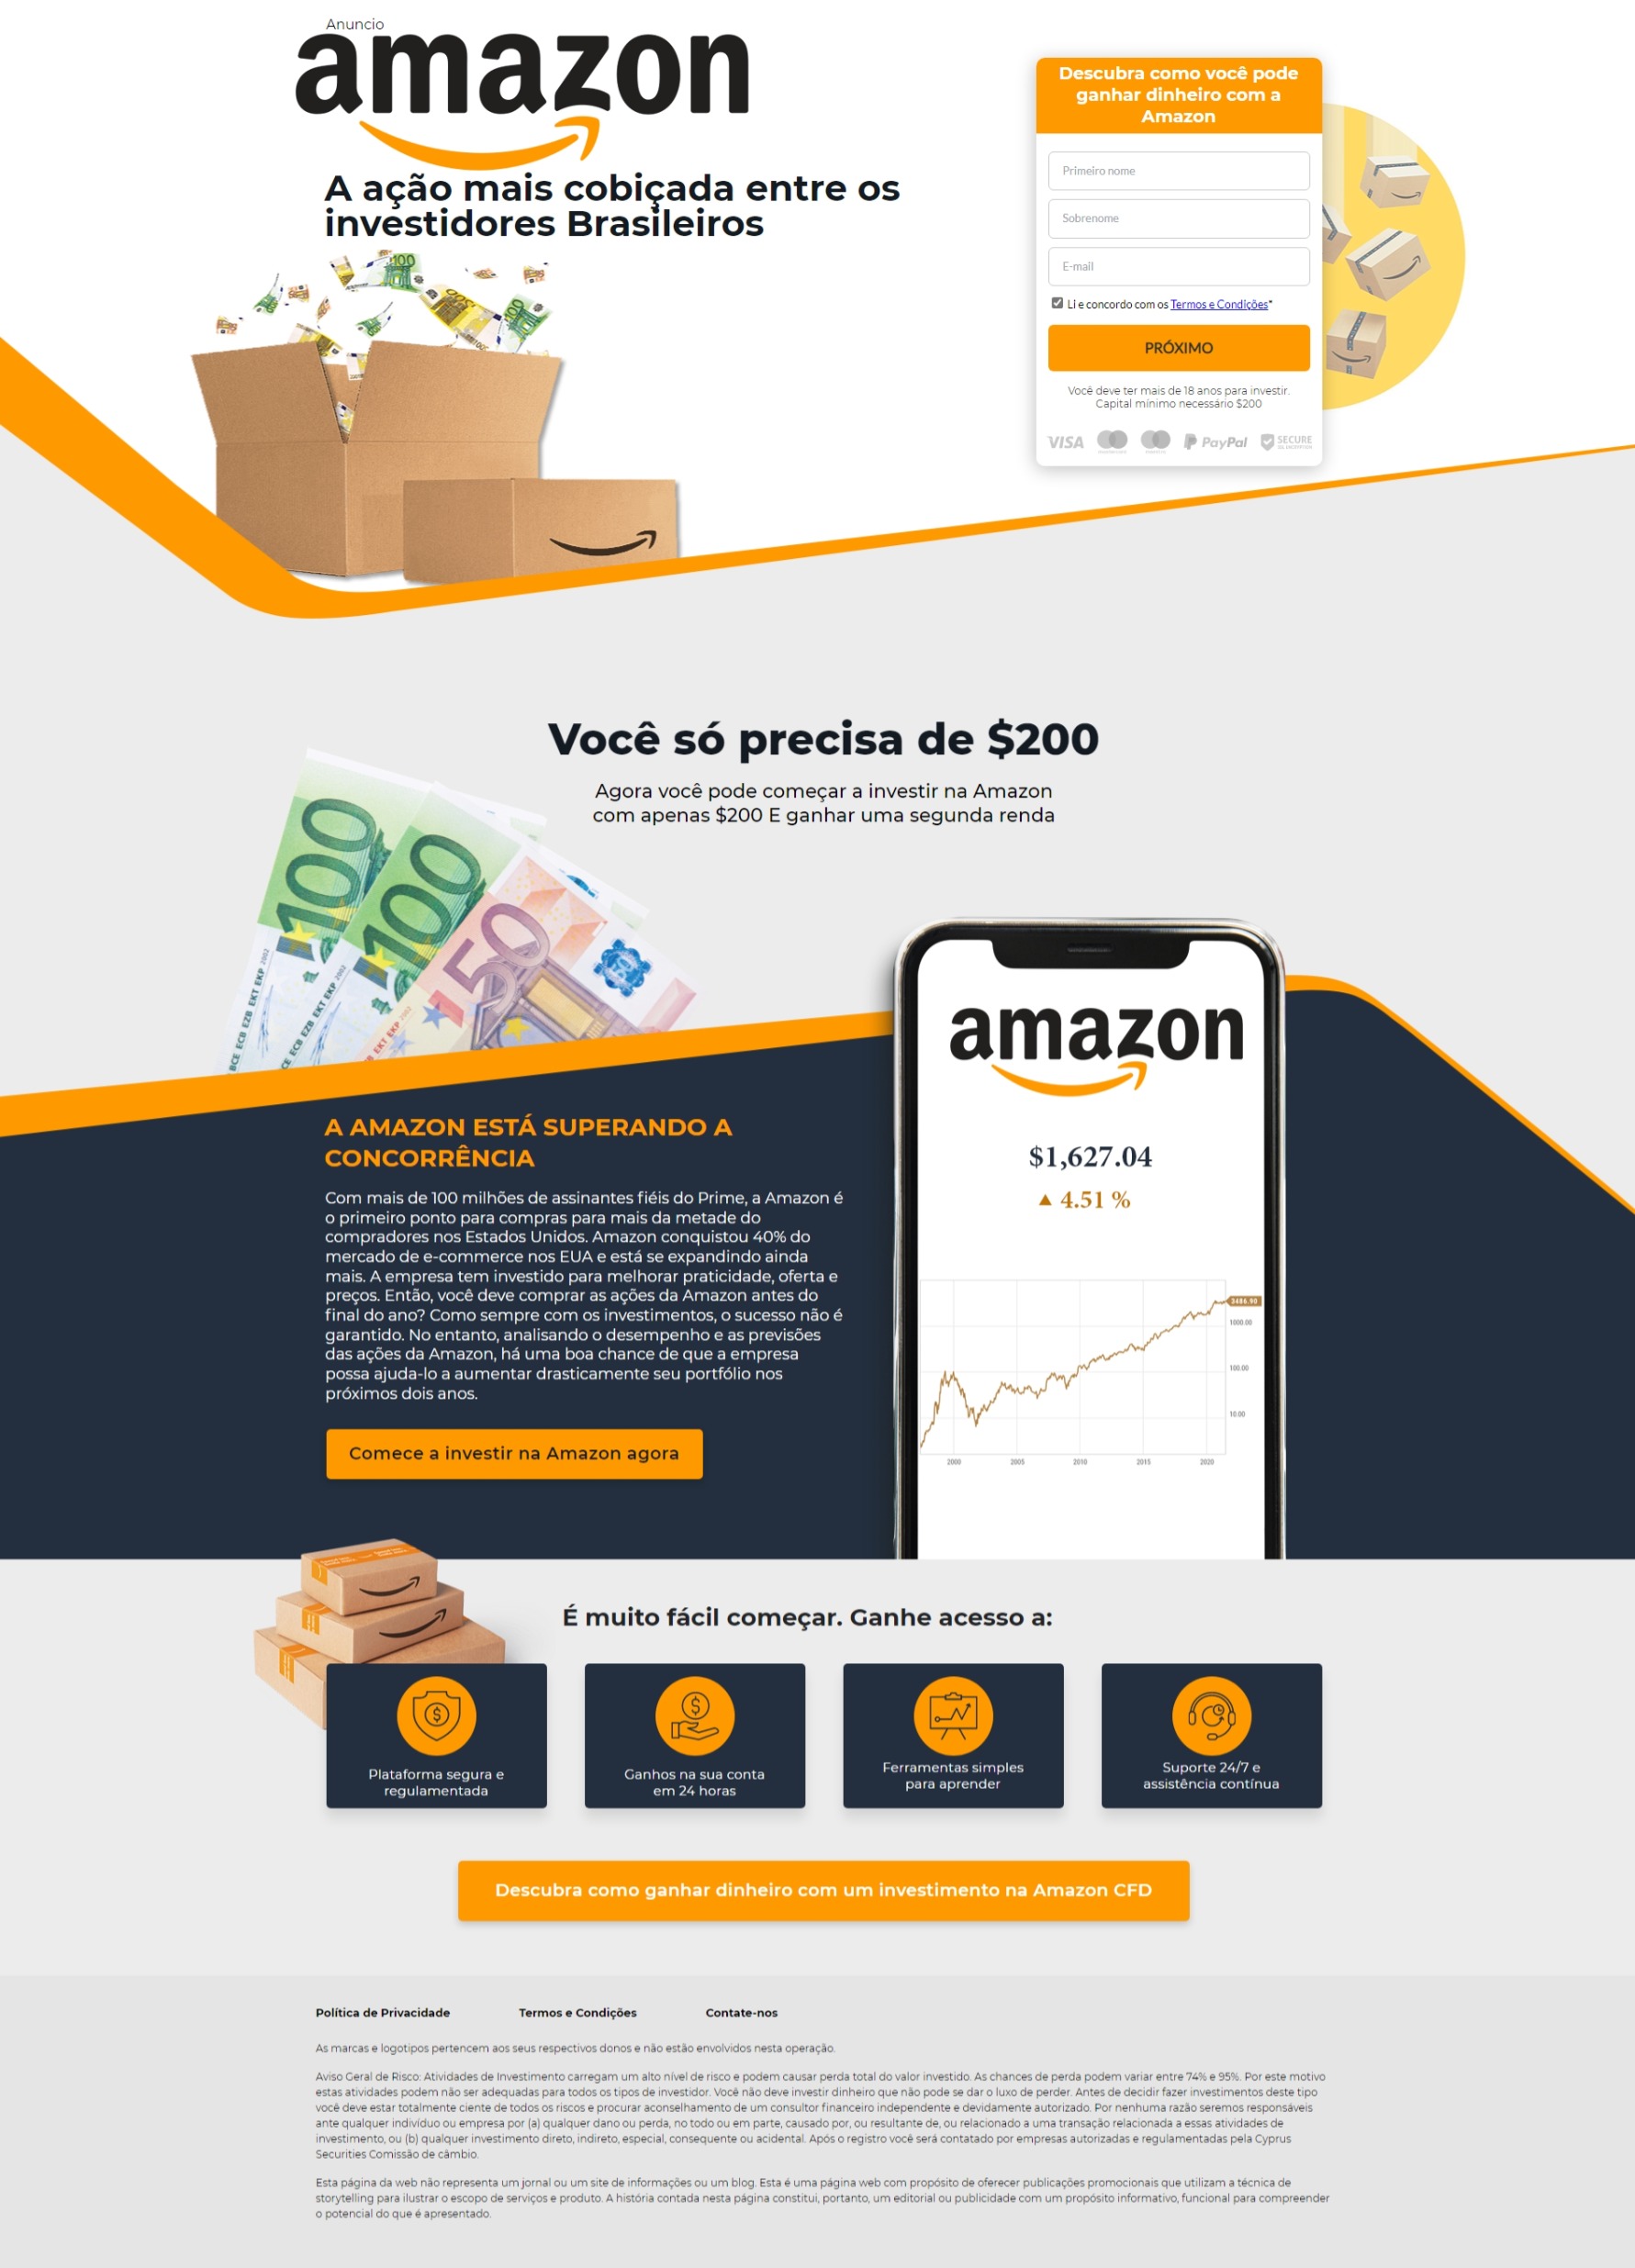 Anuncio
amazon
A ação mais cobiçada entre os
investidores Brasileiros
Descubra como você pode
ganhar dinheiro com a
Amazon
Primeiro nome
Sobrenome
E-mail
Li e concordo com os Termos e Condições*
PRÓXIMO
Você deve ter mais de 18 anos para investir.
Capital mínimo necessário $200
VISA PayPal SECURE
Você só precisa de $200
Agora você pode começar a investir na Amazon
com apenas $200 E ganhar uma segunda renda
100
100
50
BCE ECB EZB EKT EKP 2002
CE ECB EZB EKT EKP 2002
EKT EKP 2002
A AMAZON ESTÁ SUPERANDO A
CONCORRÊNCIA
Com mais de 100 milhões de assinantes fiéis do Prime, a Amazon é
o primeiro ponto para compras para mais da metade do
compradores nos Estados Unidos. Amazon conquistou 40% do
mercado de e-commerce nos EUA e está se expandindo ainda
mais. A empresa tem investido para melhorar praticidade, oferta e
preços. Então, você deve comprar as ações da Amazon antes do
final do ano? Como sempre com os investimentos, o sucesso não é
garantido. No entanto, analisando o desempenho e as previsões
das ações da Amazon, há uma boa chance de que a empresa
possa ajuda-lo a aumentar drasticamente seu portfólio nos
próximos dois anos.
Comece a investir na Amazon agora
amazon
$1,627.04
▲ 4.51 %
3486.90
1000.00
100.00
10.00
2000 2005 2010 2015 2020
É muito fácil começar. Ganhe acesso a:
Plataforma segura e
regulamentada
Ganhos na sua conta
em 24 horas
Ferramentas simples
para aprender
Suporte 24/7 e
assistência contínua
Descubra como ganhar dinheiro com um investimento na Amazon CFD
Política de Privacidade Termos e Condições Contate-nos
As marcas e logotipos pertencem aos seus respectivos donos e não estão envolvidos nesta operação.
Aviso Geral de Risco: Atividades de Investimento carregam um alto nível de risco e podem causar perda total do valor investido. As chances de perda podem variar entre 74% e 95%. Por este motivo
estas atividades podem não ser adequadas para todos os tipos de investidor. Você não deve investir dinheiro que não pode se dar o luxo de perder. Antes de decidir fazer investimentos deste tipo
você deve estar totalmente ciente de todos os riscos e procurar aconselhamento de um consultor financeiro independente e devidamente autorizado. Por nenhuma razão seremos responsáveis
ante qualquer indivíduo ou empresa por (a) qualquer dano ou perda, no todo ou em parte, causado por, ou resultante de, ou relacionado a uma transação relacionada a essas atividades de
investimento, ou (b) qualquer investimento direto, indireto, especial, consequente ou acidental. Após o registro você será contatado por empresas autorizadas e regulamentadas pela Cyprus
Securities Comissão de câmbio.
Esta página da web não representa um jornal ou um site de informações ou um blog. Esta é uma página web com propósito de oferecer publicações promocionais que utilizam a técnica de
storytelling para ilustrar o escopo de serviços e produto. A história contada nesta página constitui, portanto, um editorial ou publicidade com um propósito informativo, funcional para compreender
o potencial do que é apresentado.